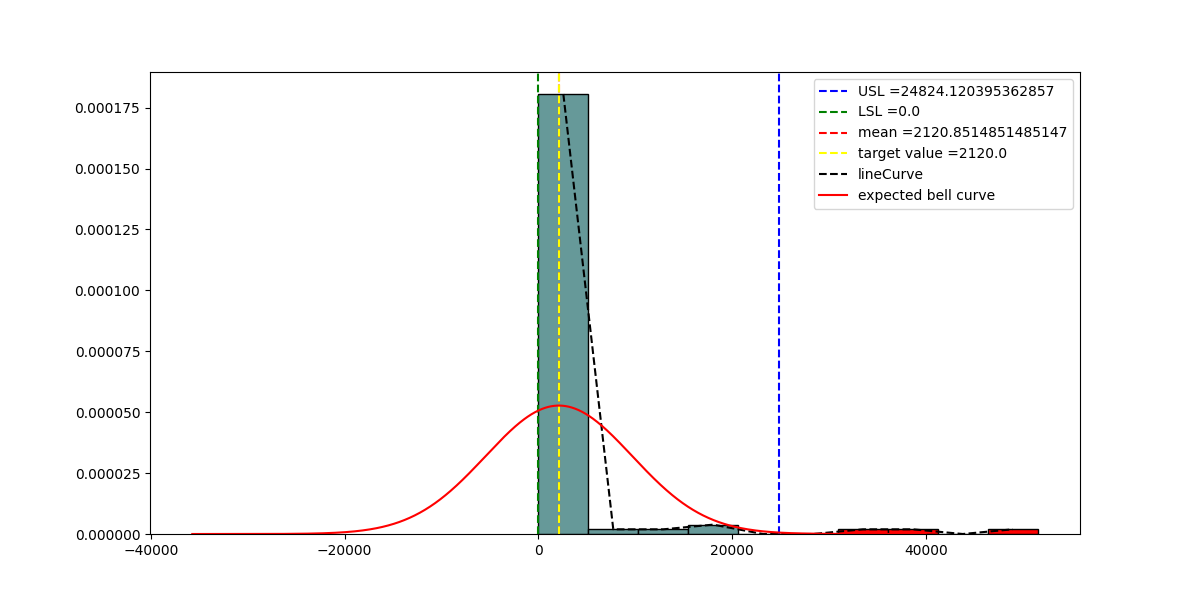 USL =24824.120395362857
LSL =0.0
mean =2120.8514851485147
target value =2120.0
lineCurve
expected bell curve
0.000175
0.000150
0.000125
0.000100
0.000075
0.000050
0.000025
0.000000
−40000 −20000 0 20000 40000